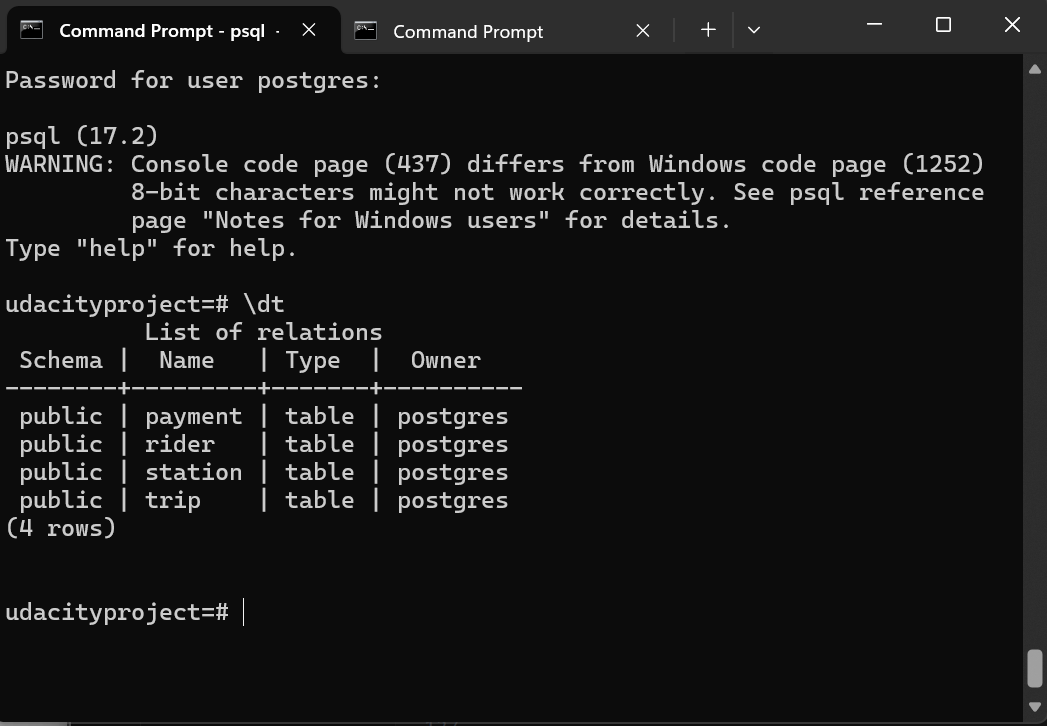 Command Prompt - psql -
Command Prompt
Password for user postgres:
psql (17.2)
WARNING: Console code page (437) differs from Windows code page (1252)
         8-bit characters might not work correctly. See psql reference
         page "Notes for Windows users" for details.
Type "help" for help.
udacityproject=# \dt
          List of relations
 Schema |  Name   | Type  |  Owner
--------+---------+-------+----------
 public | payment | table | postgres
 public | rider   | table | postgres
 public | station | table | postgres
 public | trip    | table | postgres
(4 rows)
udacityproject=#